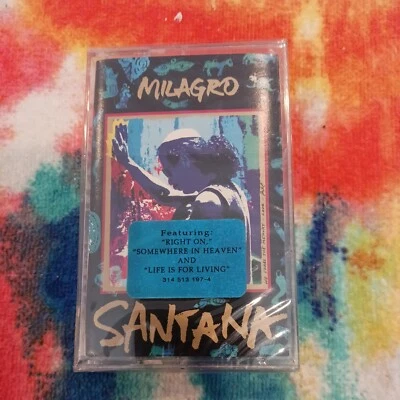 MILAGRO
Featuring:
"RIGHT ON,"
"SOMEWHERE IN HEAVEN"
AND
"LIFE IS FOR LIVING"
314 513 197-4
SANTANA